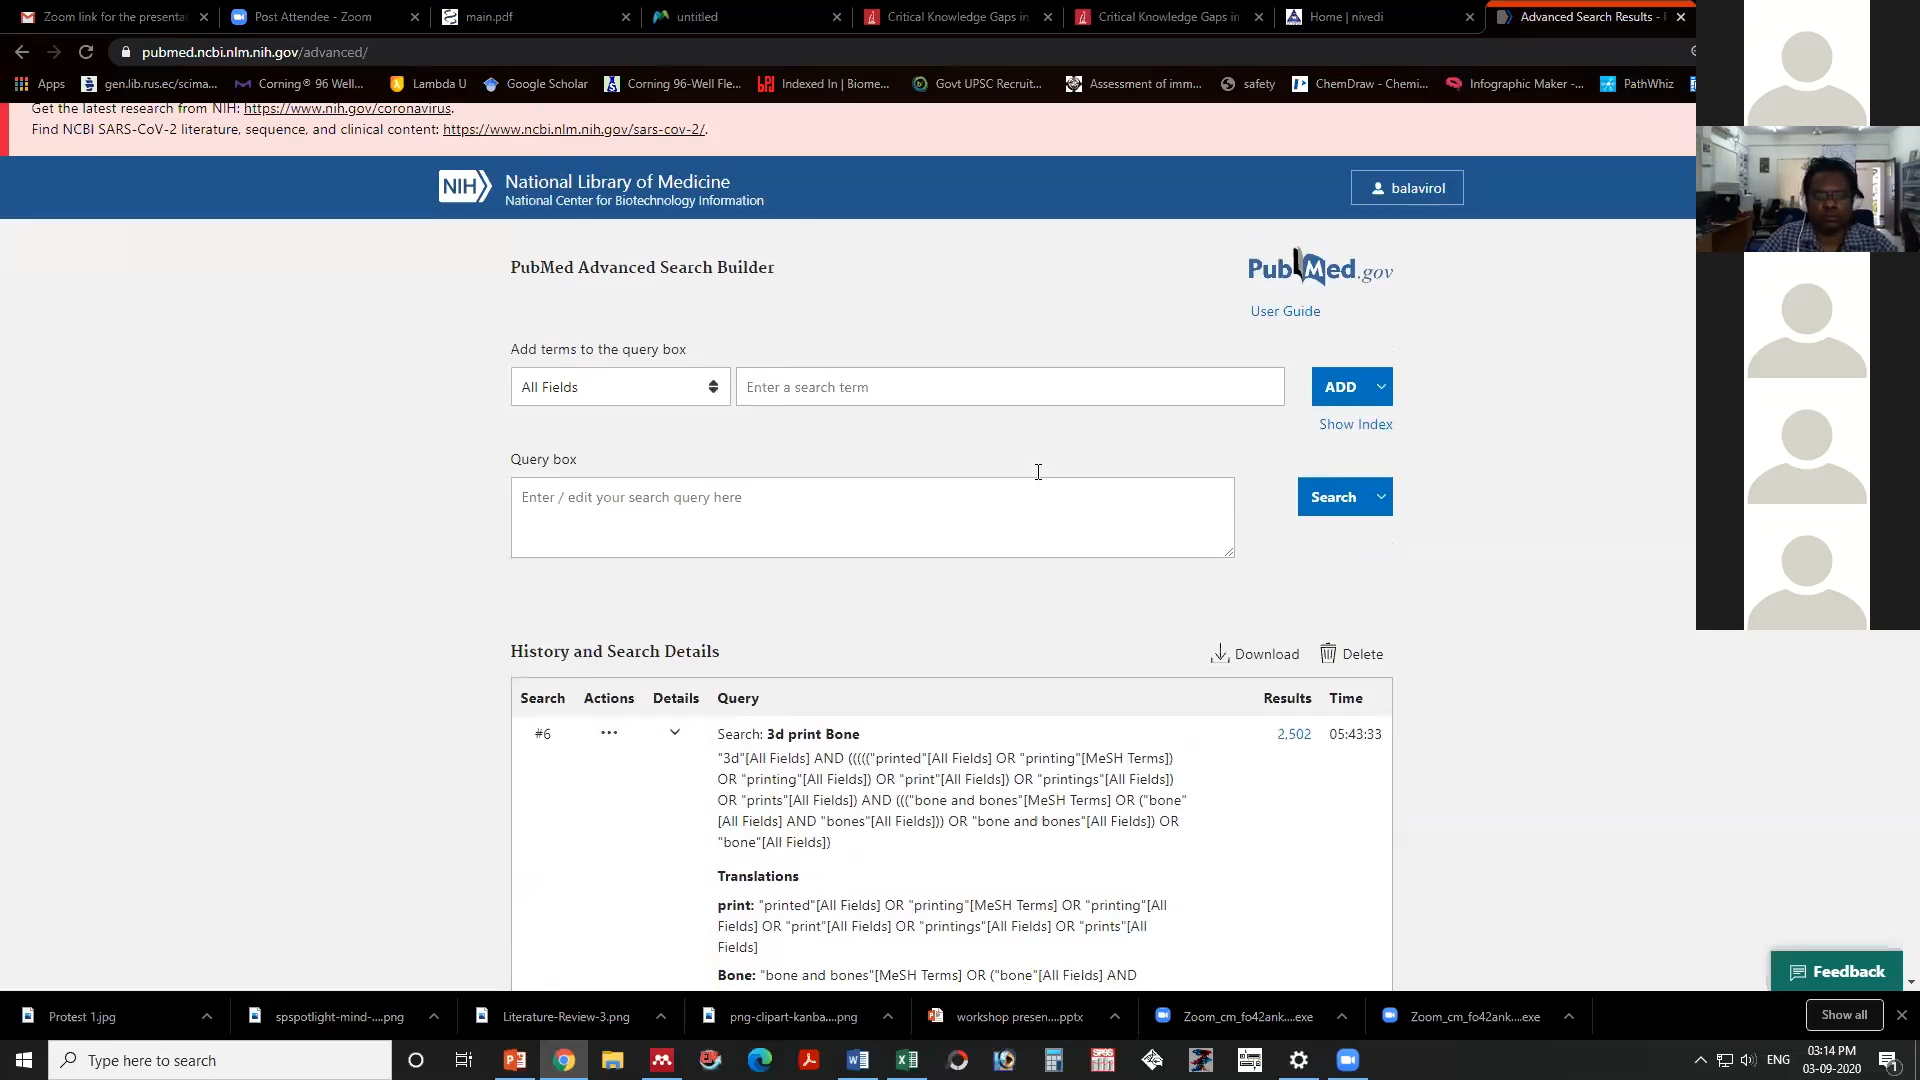 Zoom link for the presentat
Post Attendee - Zoom
main.pdf
untitled
Critical Knowledge Gaps in
Critical Knowledge Gaps in
Home | nivedi
Advanced Search Results -
pubmed.ncbi.nlm.nih.gov/advanced/
Apps
gen.lib.rus.ec/scima...
Corning® 96 Well...
Lambda U
Google Scholar
Corning 96-Well Fle...
Indexed In | Biome...
Govt UPSC Recruit...
Assessment of imm...
safety
ChemDraw - Chemi...
Infographic Maker -...
PathWhiz
Get the latest research from NIH: https://www.nih.gov/coronavirus.
Find NCBI SARS-CoV-2 literature, sequence, and clinical content: https://www.ncbi.nlm.nih.gov/sars-cov-2/.
NIH
National Library of Medicine
National Center for Biotechnology Information
balavirol
PubMed Advanced Search Builder
PubMed.gov
User Guide
Add terms to the query box
All Fields
Enter a search term
ADD
Show Index
Query box
Enter / edit your search query here
Search
History and Search Details
Download
Delete
Search Actions Details Query Results Time
#6 ... Search: 3d print Bone 2,502 05:43:33
"3d"[All Fields] AND ((((("printed"[All Fields] OR "printing"[MeSH Terms])
OR "printing"[All Fields]) OR "print"[All Fields]) OR "printings"[All Fields])
OR "prints"[All Fields]) AND ((("bone and bones"[MeSH Terms] OR ("bone"
[All Fields] AND "bones"[All Fields])) OR "bone and bones"[All Fields]) OR
"bone"[All Fields])
Translations
print: "printed"[All Fields] OR "printing"[MeSH Terms] OR "printing"[All
Fields] OR "print"[All Fields] OR "printings"[All Fields] OR "prints"[All
Fields]
Bone: "bone and bones"[MeSH Terms] OR ("bone"[All Fields] AND
Feedback
Protest 1.jpg
spspotlight-mind-....png
Literature-Review-3.png
png-clipart-kanba....png
workshop presen....pptx
Zoom_cm_fo42ank....exe
Zoom_cm_fo42ank....exe
Show all
Type here to search
ENG
03:14 PM
03-09-2020
1